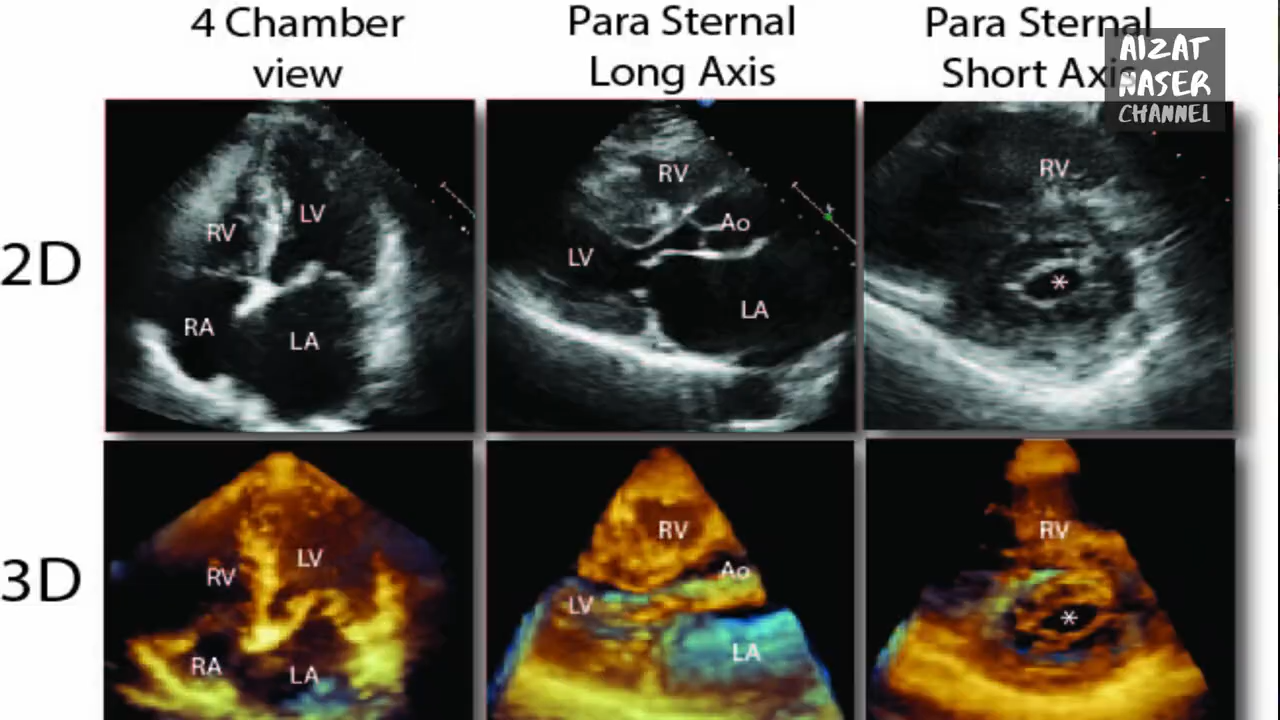 4 Chamber
view
Para Sternal
Long Axis
Para Sternal
Short Axis
AIZAT
NASER
CHANNEL
2D
RV
LV
RA
LA
RV
Ao
LV
LA
RV
*
3D
LV
RV
RA
LA
RV
Ao
LV
LA
RV
*